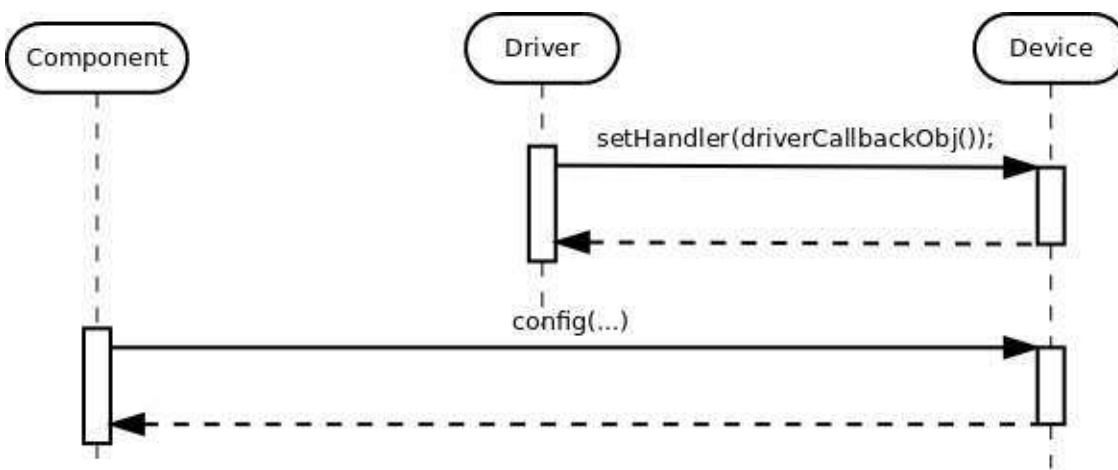 Component
Driver
Device
setHandler(driverCallbackObj());
config(...)